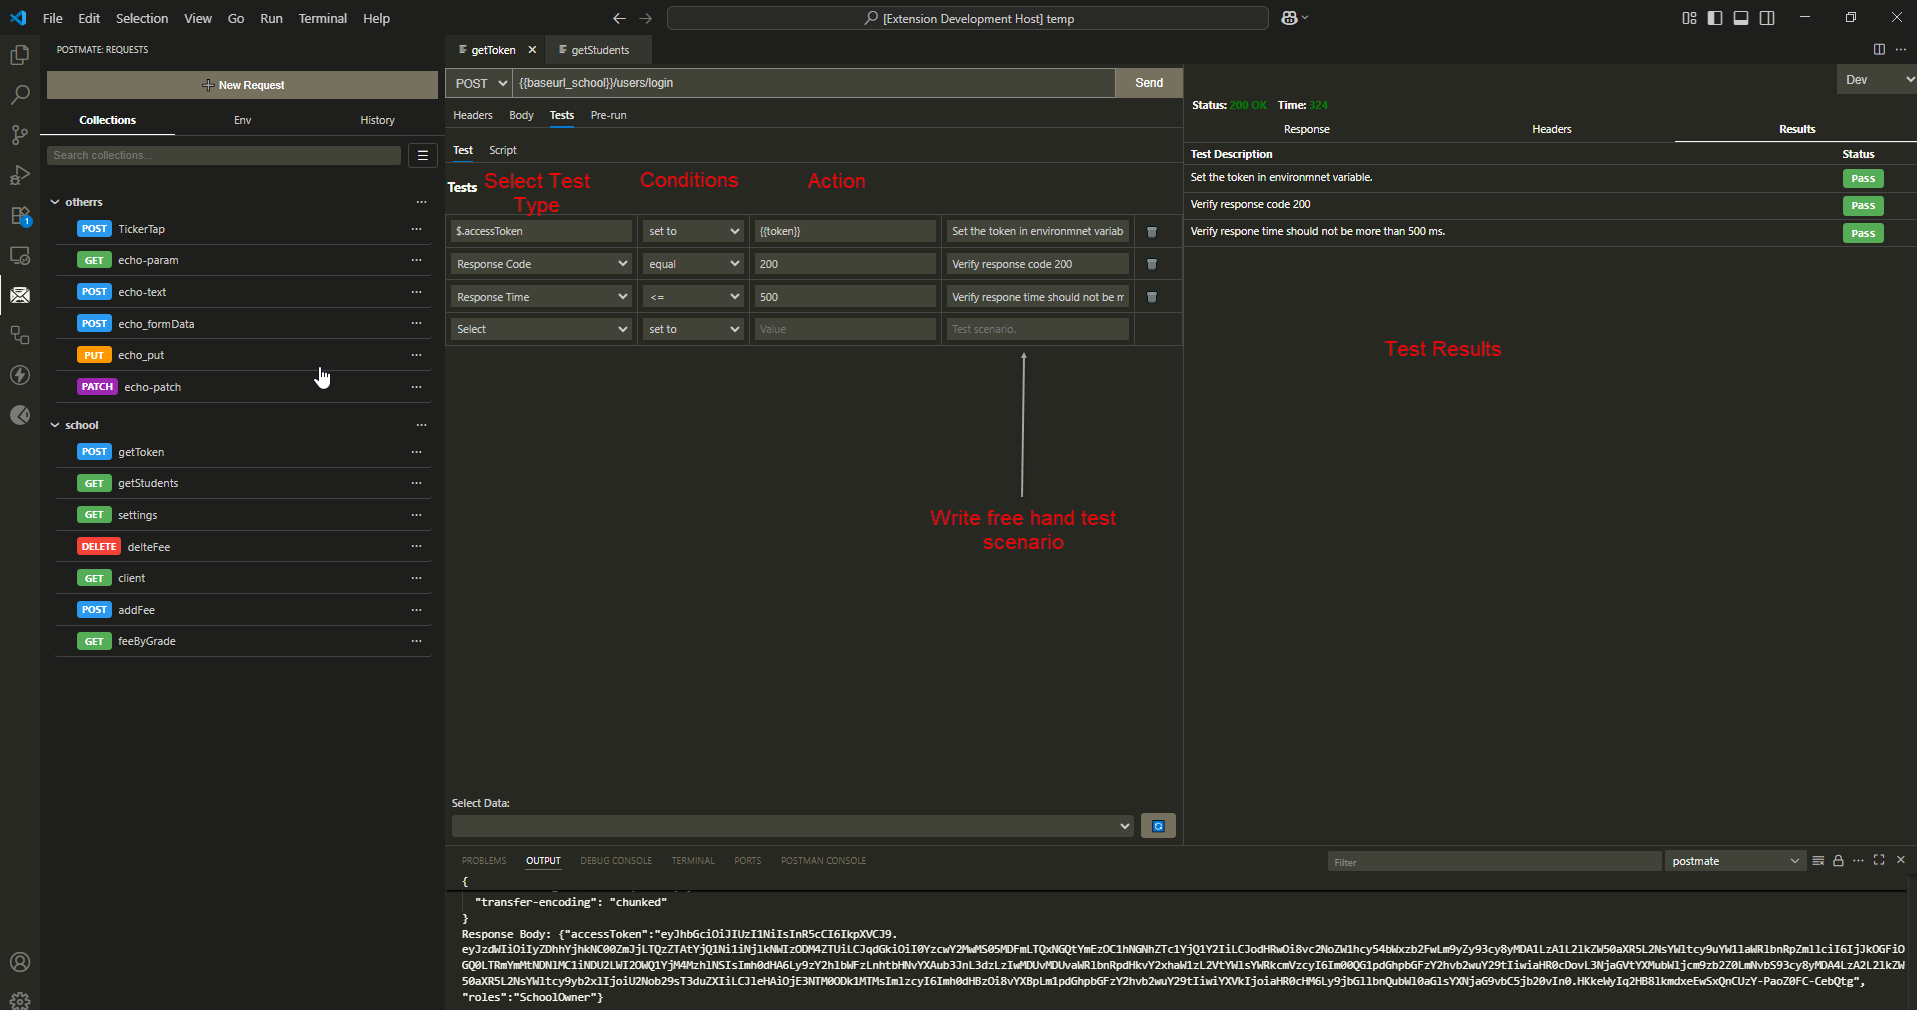 File Edit Selection View Go Run Terminal Help
[Extension Development Host] temp
POSTMATE: REQUESTS
New Request
Collections Env History
Search collections...
otherrs
POST TickerTap
GET echo-param
POST echo-text
POST echo_formData
PUT echo_put
PATCH echo-patch
school
POST getToken
GET getStudents
GET settings
DELETE delteFee
GET client
POST addFee
GET feeByGrade
1
getToken getStudents
POST {{baseurl_school}}/users/login Send
Headers Body Tests Pre-run
Test Script
Tests
Select Test
Type
Conditions
Action
$.accessToken set to {{token}} Set the token in environmnet variab
Response Code equal 200 Verify response code 200
Response Time <= 500 Verify respone time should not be m
Select set to Value Test scenario.
Write free hand test
scenario
Select Data:
Dev
Status: 200 OK Time: 324
Response Headers Results
Test Description Status
Set the token in environmnet variable. Pass
Verify response code 200 Pass
Verify respone time should not be more than 500 ms. Pass
Test Results
PROBLEMS OUTPUT DEBUG CONSOLE TERMINAL PORTS POSTMAN CONSOLE
Filter postmate
{
"transfer-encoding": "chunked"
}
Response Body: {"accessToken":"eyJhbGciOiJIUzI1NiIsInR5cCI6IkpXVCJ9.
"roles":"SchoolOwner"}